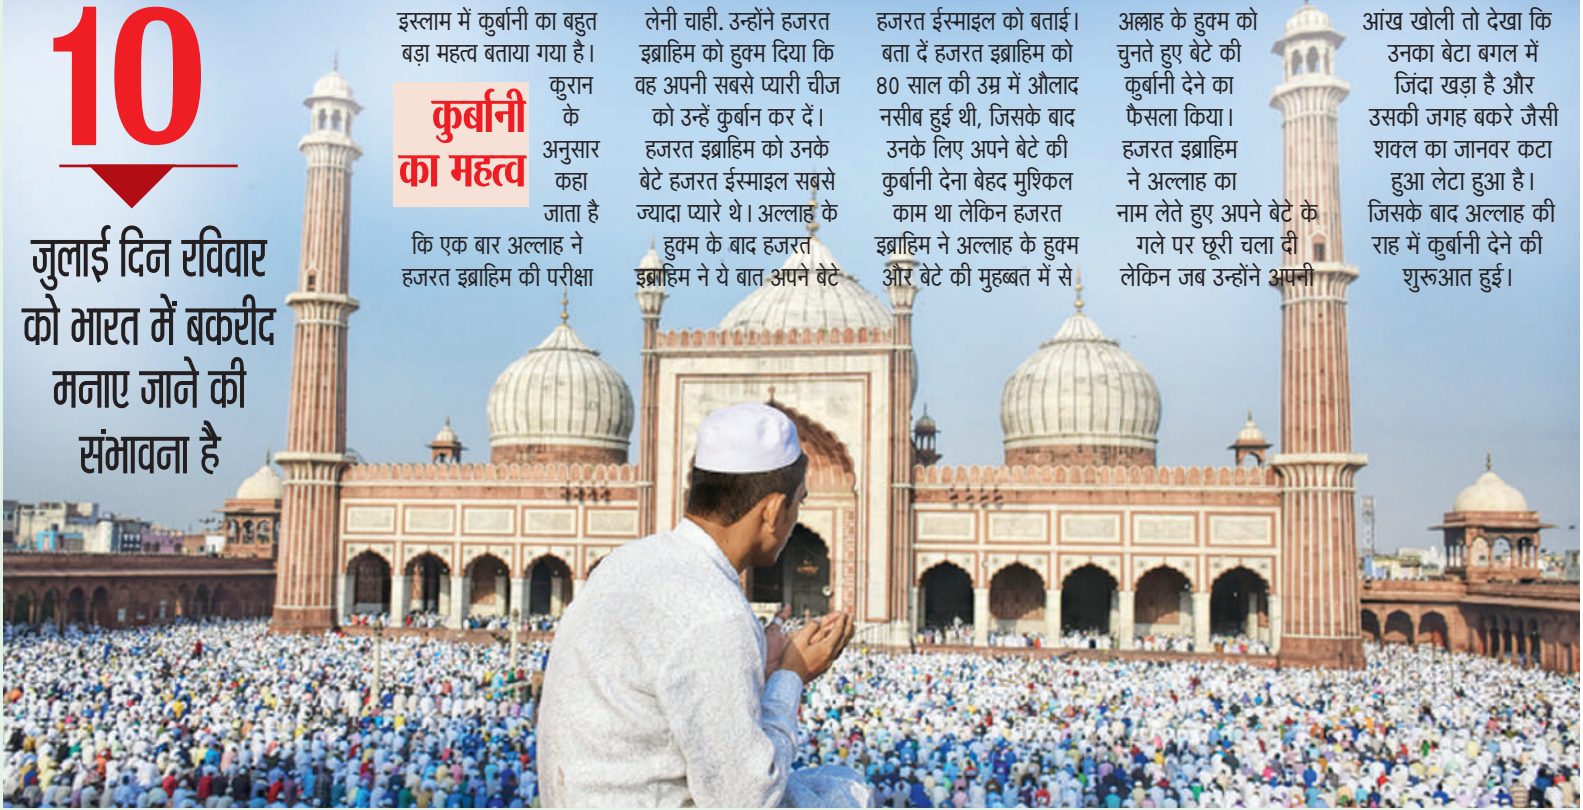 10
जुलाई दिन रविवार
को भारत में बकरीद
मनाए जाने की
संभावना है
कुर्बानी
का महत्व
इस्लाम में कुर्बानी का बहुत
बड़ा महत्व बताया गया है।
कुरान
के
अनुसार
कहा
जाता है
कि एक बार अल्लाह ने
हजरत इब्राहिम की परीक्षा
लेनी चाही. उन्होंने हजरत
इब्राहिम को हुक्म दिया कि
वह अपनी सबसे प्यारी चीज
को उन्हें कुर्बान कर दें।
हजरत इब्राहिम को उनके
बेटे हजरत ईस्माइल सबसे
ज्यादा प्यारे थे। अल्लाह के
हुक्म के बाद हजरत
इब्राहिम ने ये बात अपने बेटे
हजरत ईस्माइल को बताई।
बता दें हजरत इब्राहिम को
80 साल की उम्र में औलाद
नसीब हुई थी, जिसके बाद
उनके लिए अपने बेटे की
कुर्बानी देना बेहद मुश्किल
काम था लेकिन हजरत
इब्राहिम ने अल्लाह के हुक्म
और बेटे की मुहब्बत में से
अल्लाह के हुक्म को
चुनते हुए बेटे की
कुर्बानी देने का
फैसला किया।
हजरत इब्राहिम
ने अल्लाह का
नाम लेते हुए अपने बेटे के
गले पर छूरी चला दी
लेकिन जब उन्होंने अपनी
आंख खोली तो देखा कि
उनका बेटा बगल में
जिंदा खड़ा है और
उसकी जगह बकरे जैसी
शक्ल का जानवर कटा
हुआ लेटा हुआ है।
जिसके बाद अल्लाह की
राह में कुर्बानी देने की
शुरूआत हुई।